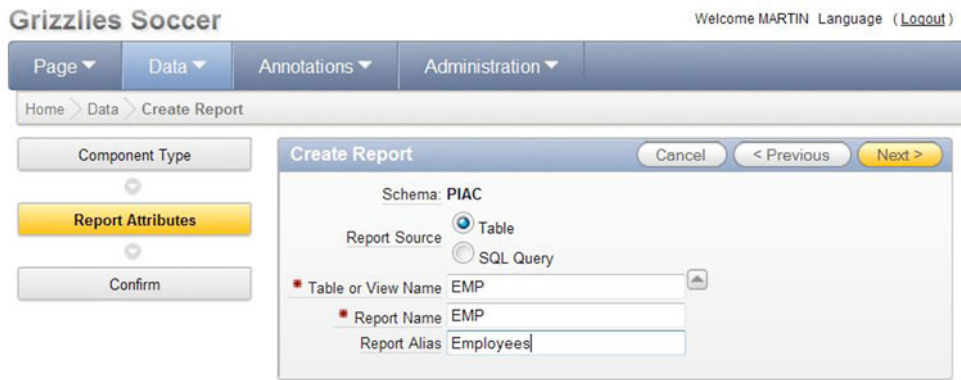 Grizzlies Soccer
Welcome MARTIN Language ( Logout )
Page Data Annotations Administration
Home Data Create Report
Component Type
Report Attributes
Confirm
Create Report
Cancel < Previous Next >
Schema: PIAC
Report Source Table
SQL Query
* Table or View Name EMP
* Report Name EMP
Report Alias Employees